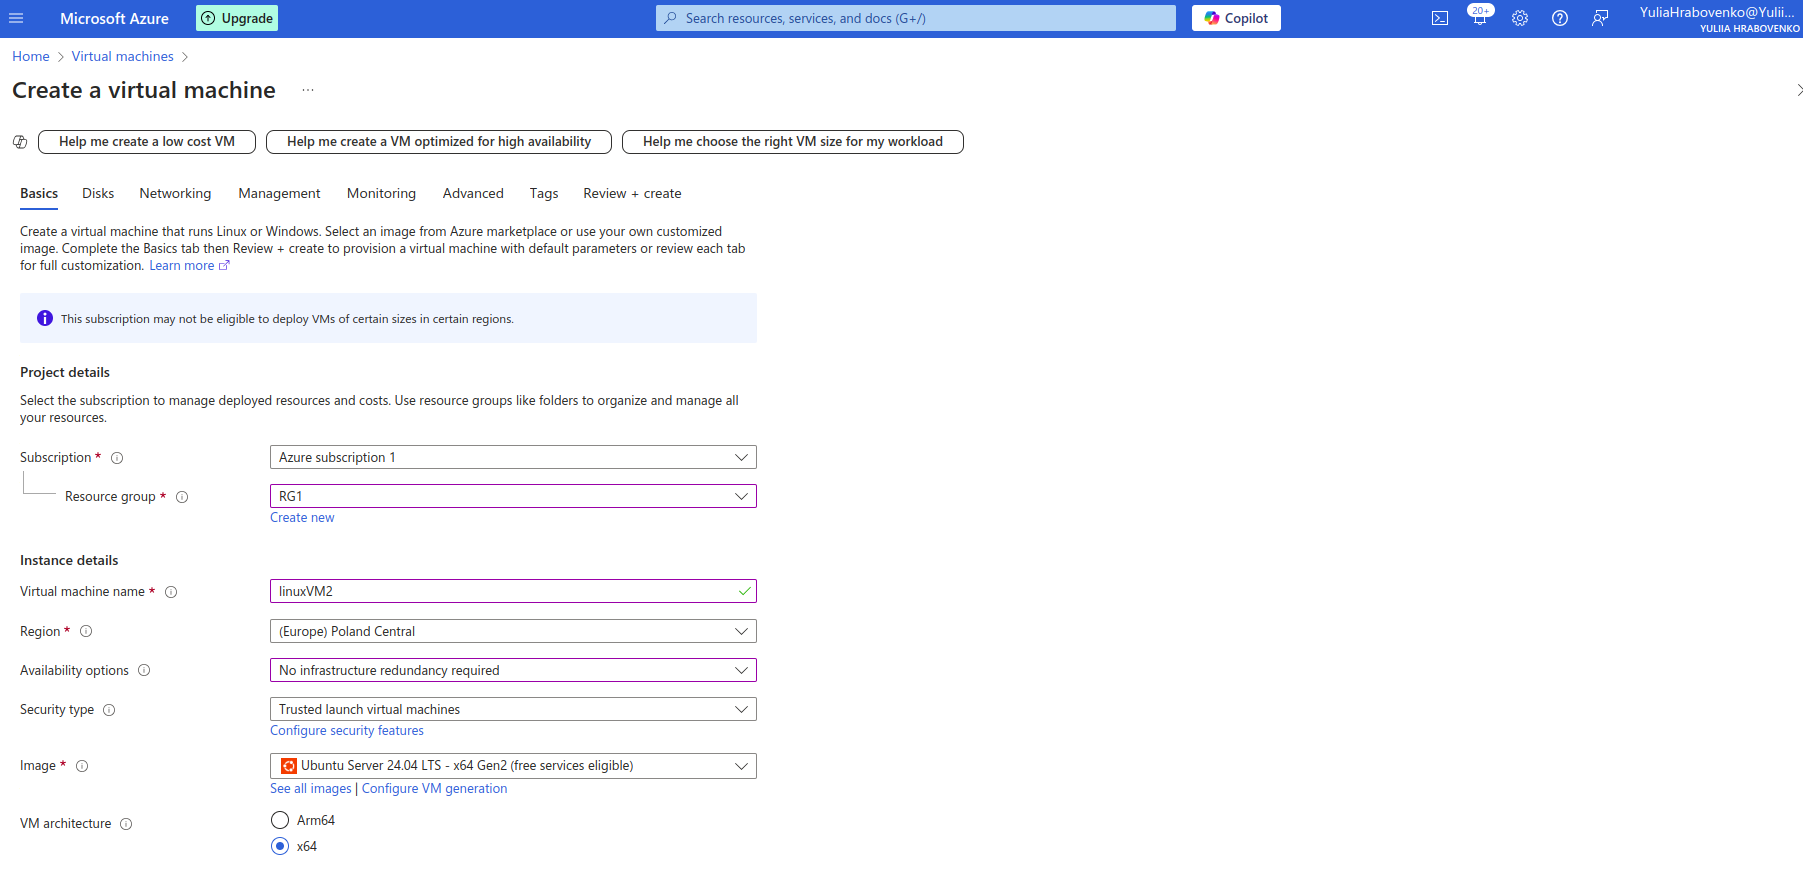 Microsoft Azure
Upgrade
Search resources, services, and docs (G+/)
Copilot
20+
YuliaHrabovenko@Yulii...
YULIIA HRABOVENKO
Home > Virtual machines >
Create a virtual machine ...
Help me create a low cost VM
Help me create a VM optimized for high availability
Help me choose the right VM size for my workload
Basics Disks Networking Management Monitoring Advanced Tags Review + create
Create a virtual machine that runs Linux or Windows. Select an image from Azure marketplace or use your own customized
image. Complete the Basics tab then Review + create to provision a virtual machine with default parameters or review each tab
for full customization. Learn more
This subscription may not be eligible to deploy VMs of certain sizes in certain regions.
Project details
Select the subscription to manage deployed resources and costs. Use resource groups like folders to organize and manage all
your resources.
Subscription * Azure subscription 1
Resource group * RG1
Create new
Instance details
Virtual machine name * linuxVM2
Region * (Europe) Poland Central
Availability options No infrastructure redundancy required
Security type Trusted launch virtual machines
Configure security features
Image * Ubuntu Server 24.04 LTS - x64 Gen2 (free services eligible)
See all images | Configure VM generation
VM architecture Arm64
x64